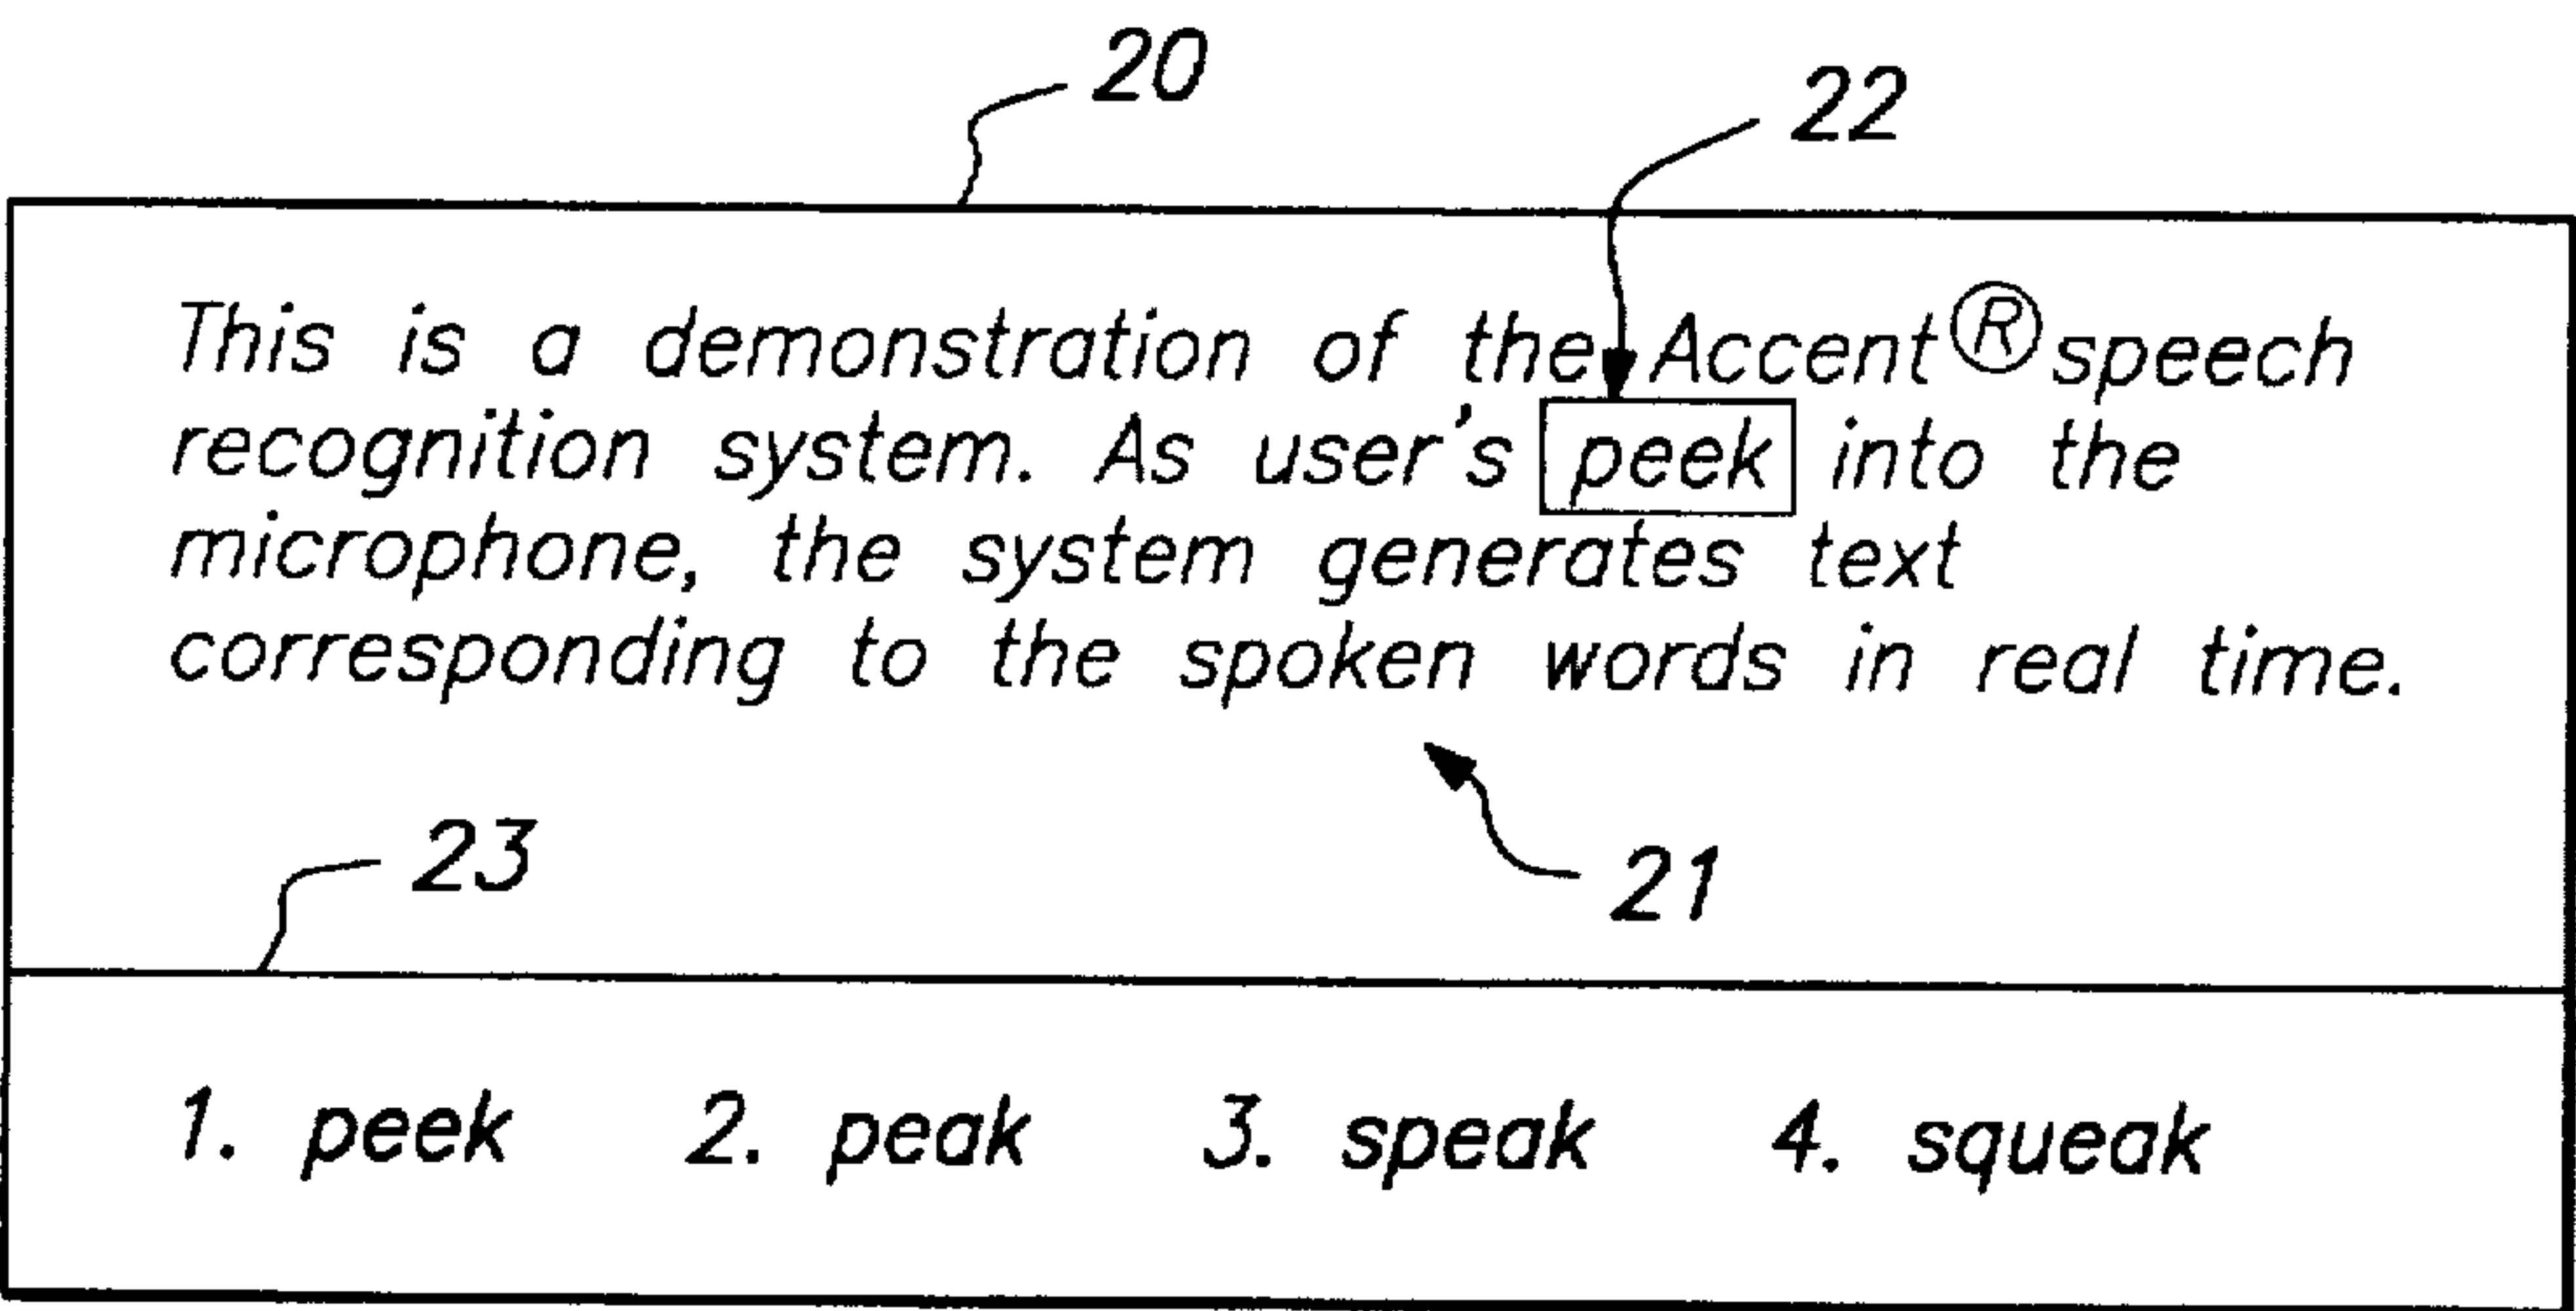 20
22
This is a demonstration of the Accent® speech
recognition system. As user's peek into the
microphone, the system generates text
corresponding to the spoken words in real time.
23
21
1. peek 2. peak 3. speak 4. squeak